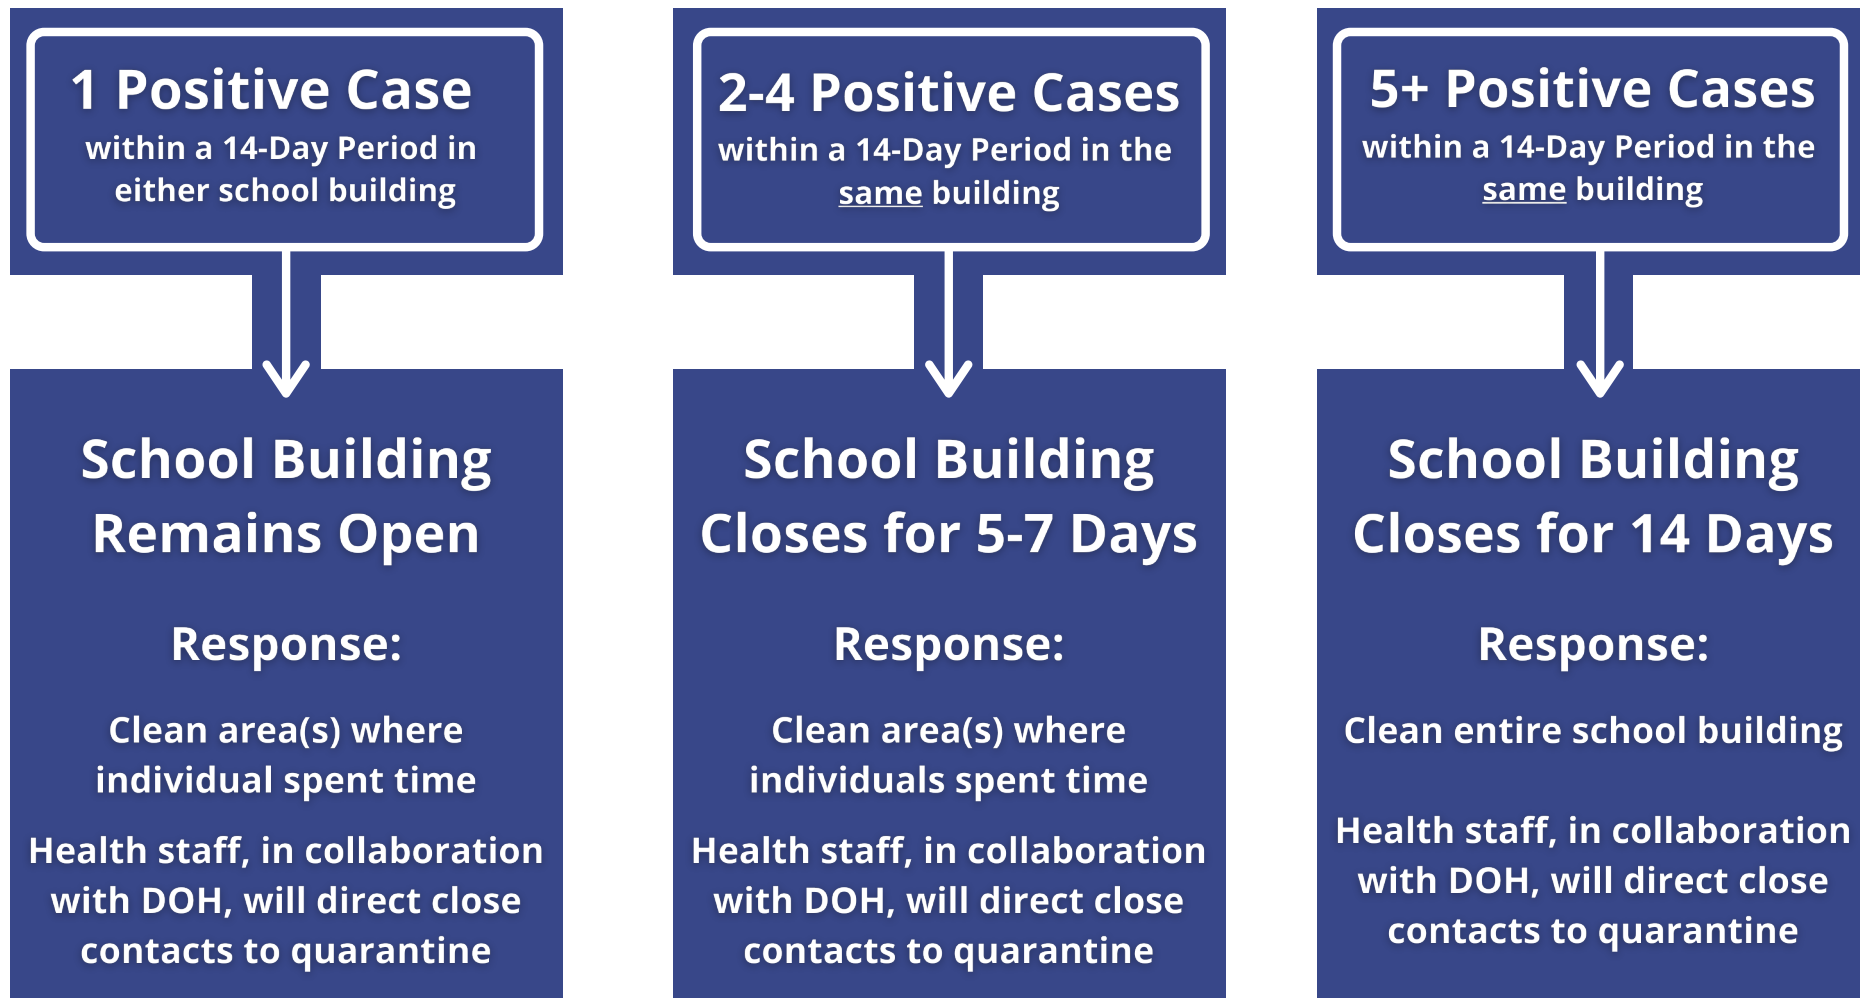 1 Positive Case
within a 14-Day Period in
either school building
School Building
Remains Open
Response:
Clean area(s) where
individual spent time
Health staff, in collaboration
with DOH, will direct close
contacts to quarantine
2-4 Positive Cases
within a 14-Day Period in the
same building
School Building
Closes for 5-7 Days
Response:
Clean area(s) where
individuals spent time
Health staff, in collaboration
with DOH, will direct close
contacts to quarantine
5+ Positive Cases
within a 14-Day Period in the
same building
School Building
Closes for 14 Days
Response:
Clean entire school building
Health staff, in collaboration
with DOH, will direct close
contacts to quarantine